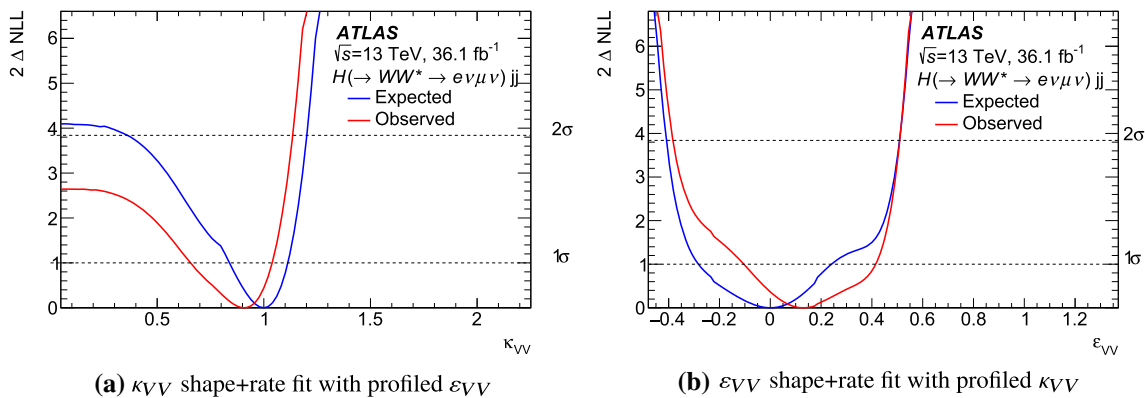 2 Δ NLL
ATLAS
√s=13 TeV, 36.1 fb⁻¹
H(→ WW* → eνμν) jj
Expected
Observed
6
5
4
3
2
1
0
2σ
1σ
0.5 1 1.5 2
κ_VV
(a) κ_VV shape+rate fit with profiled ε_VV
2 Δ NLL
ATLAS
√s=13 TeV, 36.1 fb⁻¹
H(→ WW* → eνμν) jj
Expected
Observed
6
5
4
3
2
1
0
2σ
1σ
−0.4 −0.2 0 0.2 0.4 0.6 0.8 1 1.2
ε_VV
(b) ε_VV shape+rate fit with profiled κ_VV